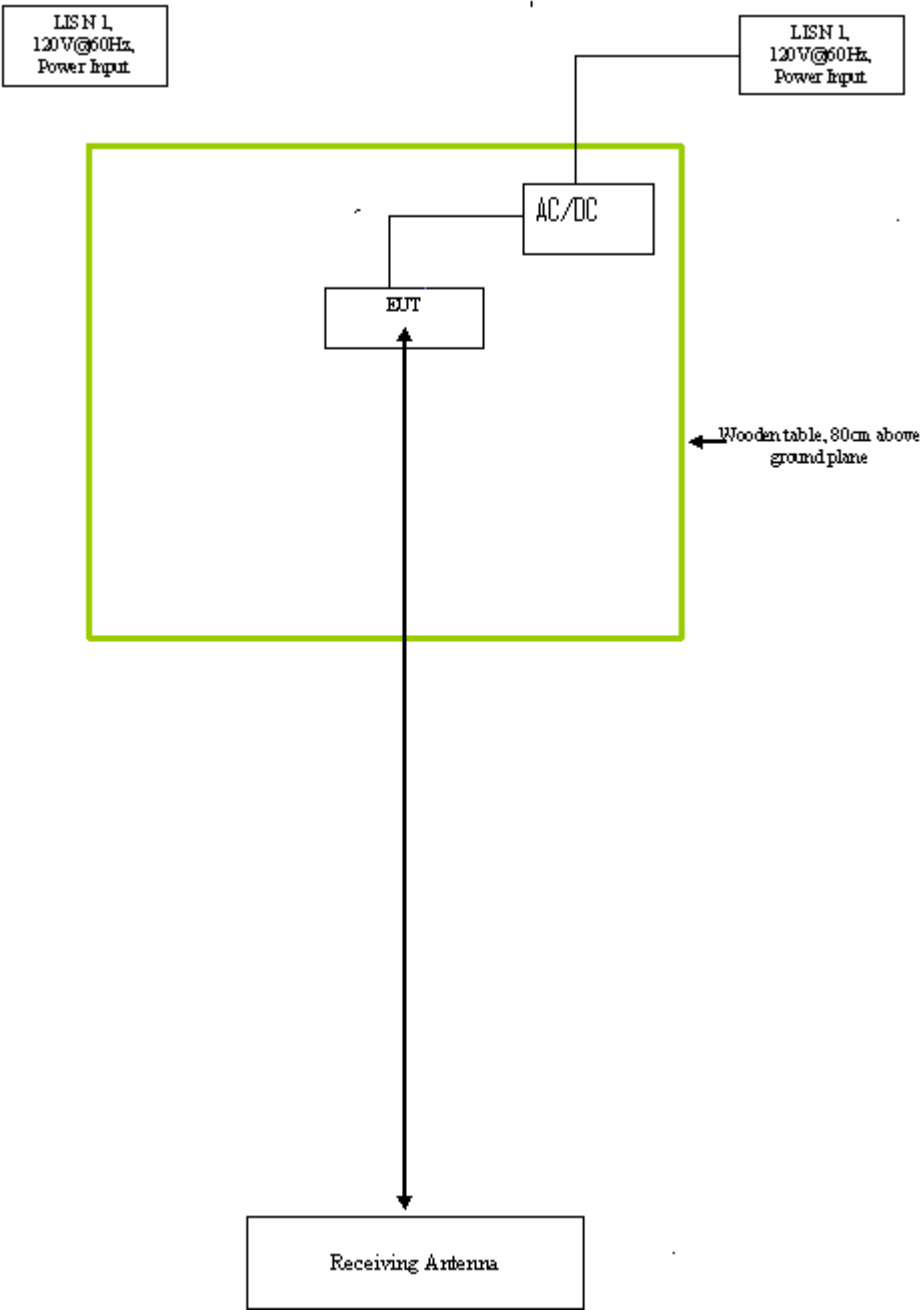 LISN 1,
120V@60Hz,
Power Input
LISN 1,
120V@60Hz,
Power Input
AC/DC
EUT
Wooden table, 80cm above
ground plane
Receiving Antenna